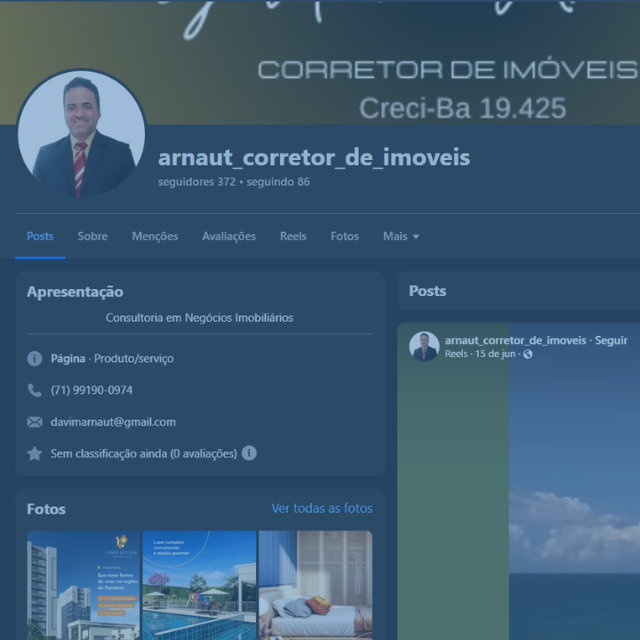 CORRETOR DE IMÓVEIS
Creci-Ba 19.425
arnaut_corretor_de_imoveis
seguidores 372 • seguindo 86
Posts
Sobre
Menções
Avaliações
Reels
Fotos
Mais
Apresentação
Consultoria em Negócios Imobiliários
Página · Produto/serviço
(71) 99190-0974
davimarnaut@gmail.com
Sem classificação ainda (0 avaliações)
Fotos
Ver todas as fotos
Lazer completo
com piscinas
e espaço gourmet
Sua nova forma
de viver na região
Posts
arnaut_corretor_de_imoveis · Seguir
Reels · 15 de jun ·